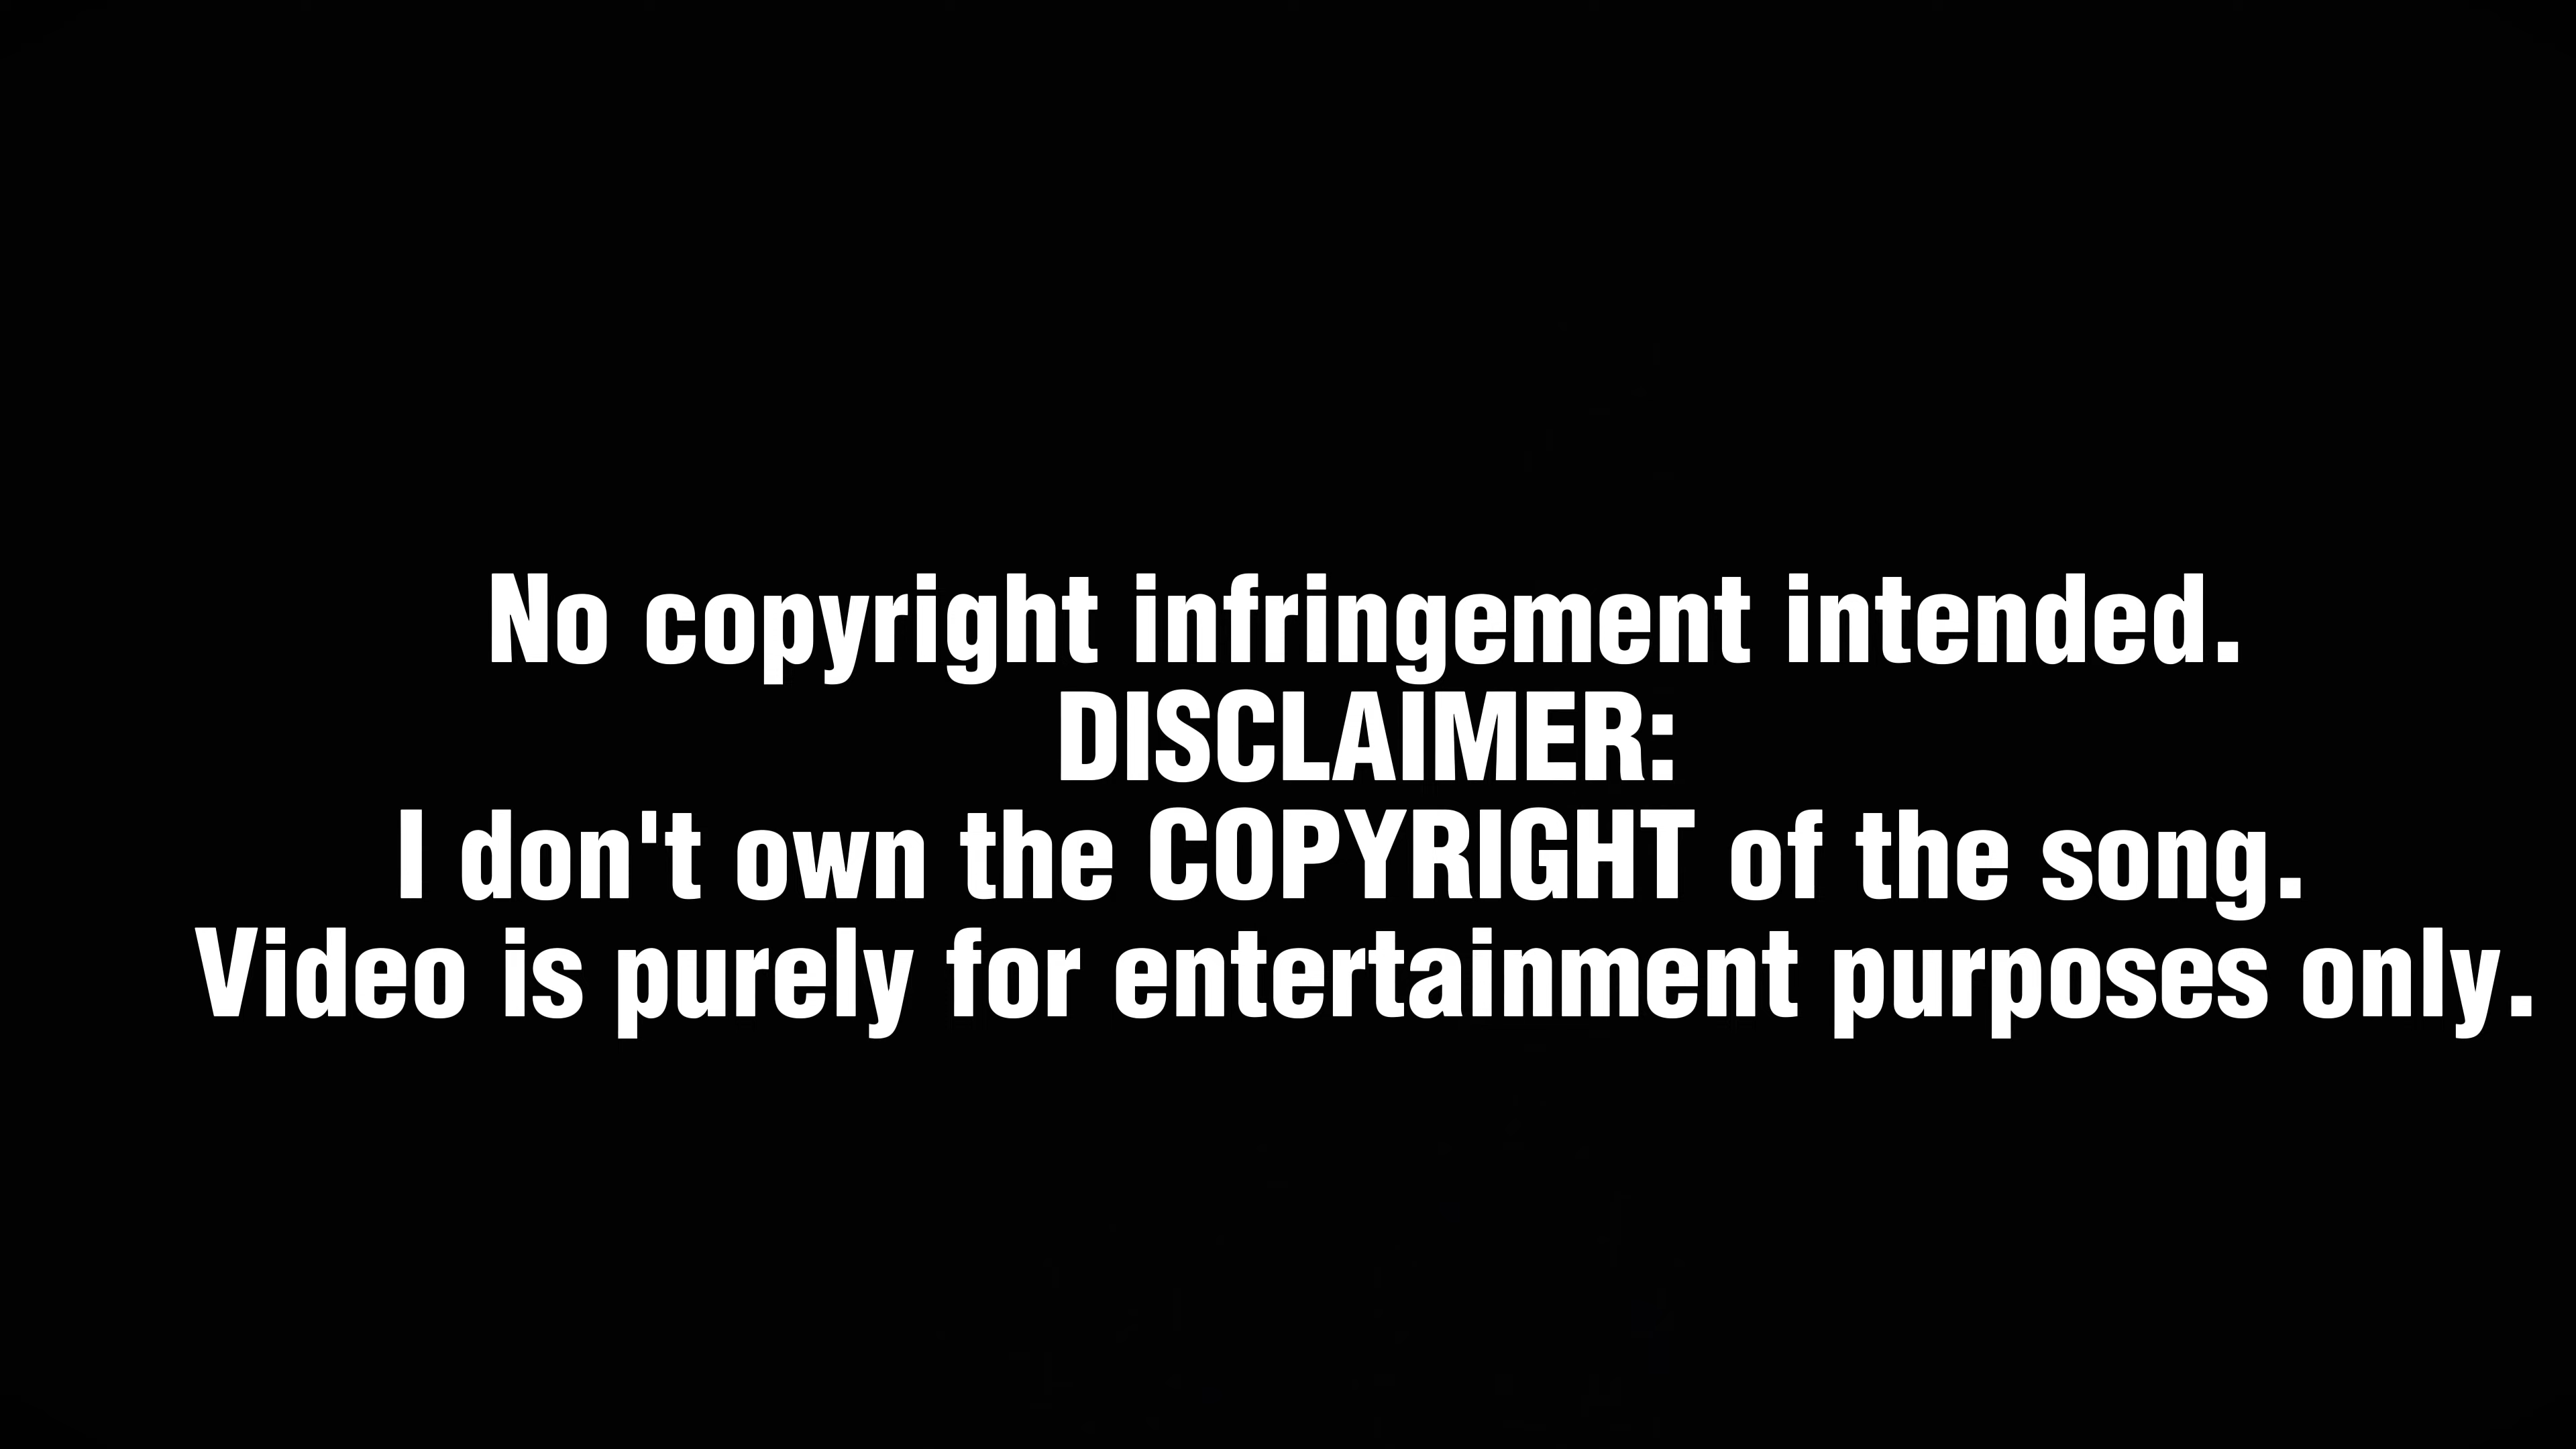 No copyright infringement intended.
DISCLAIMER:
I don't own the COPYRIGHT of the song.
Video is purely for entertainment purposes only.